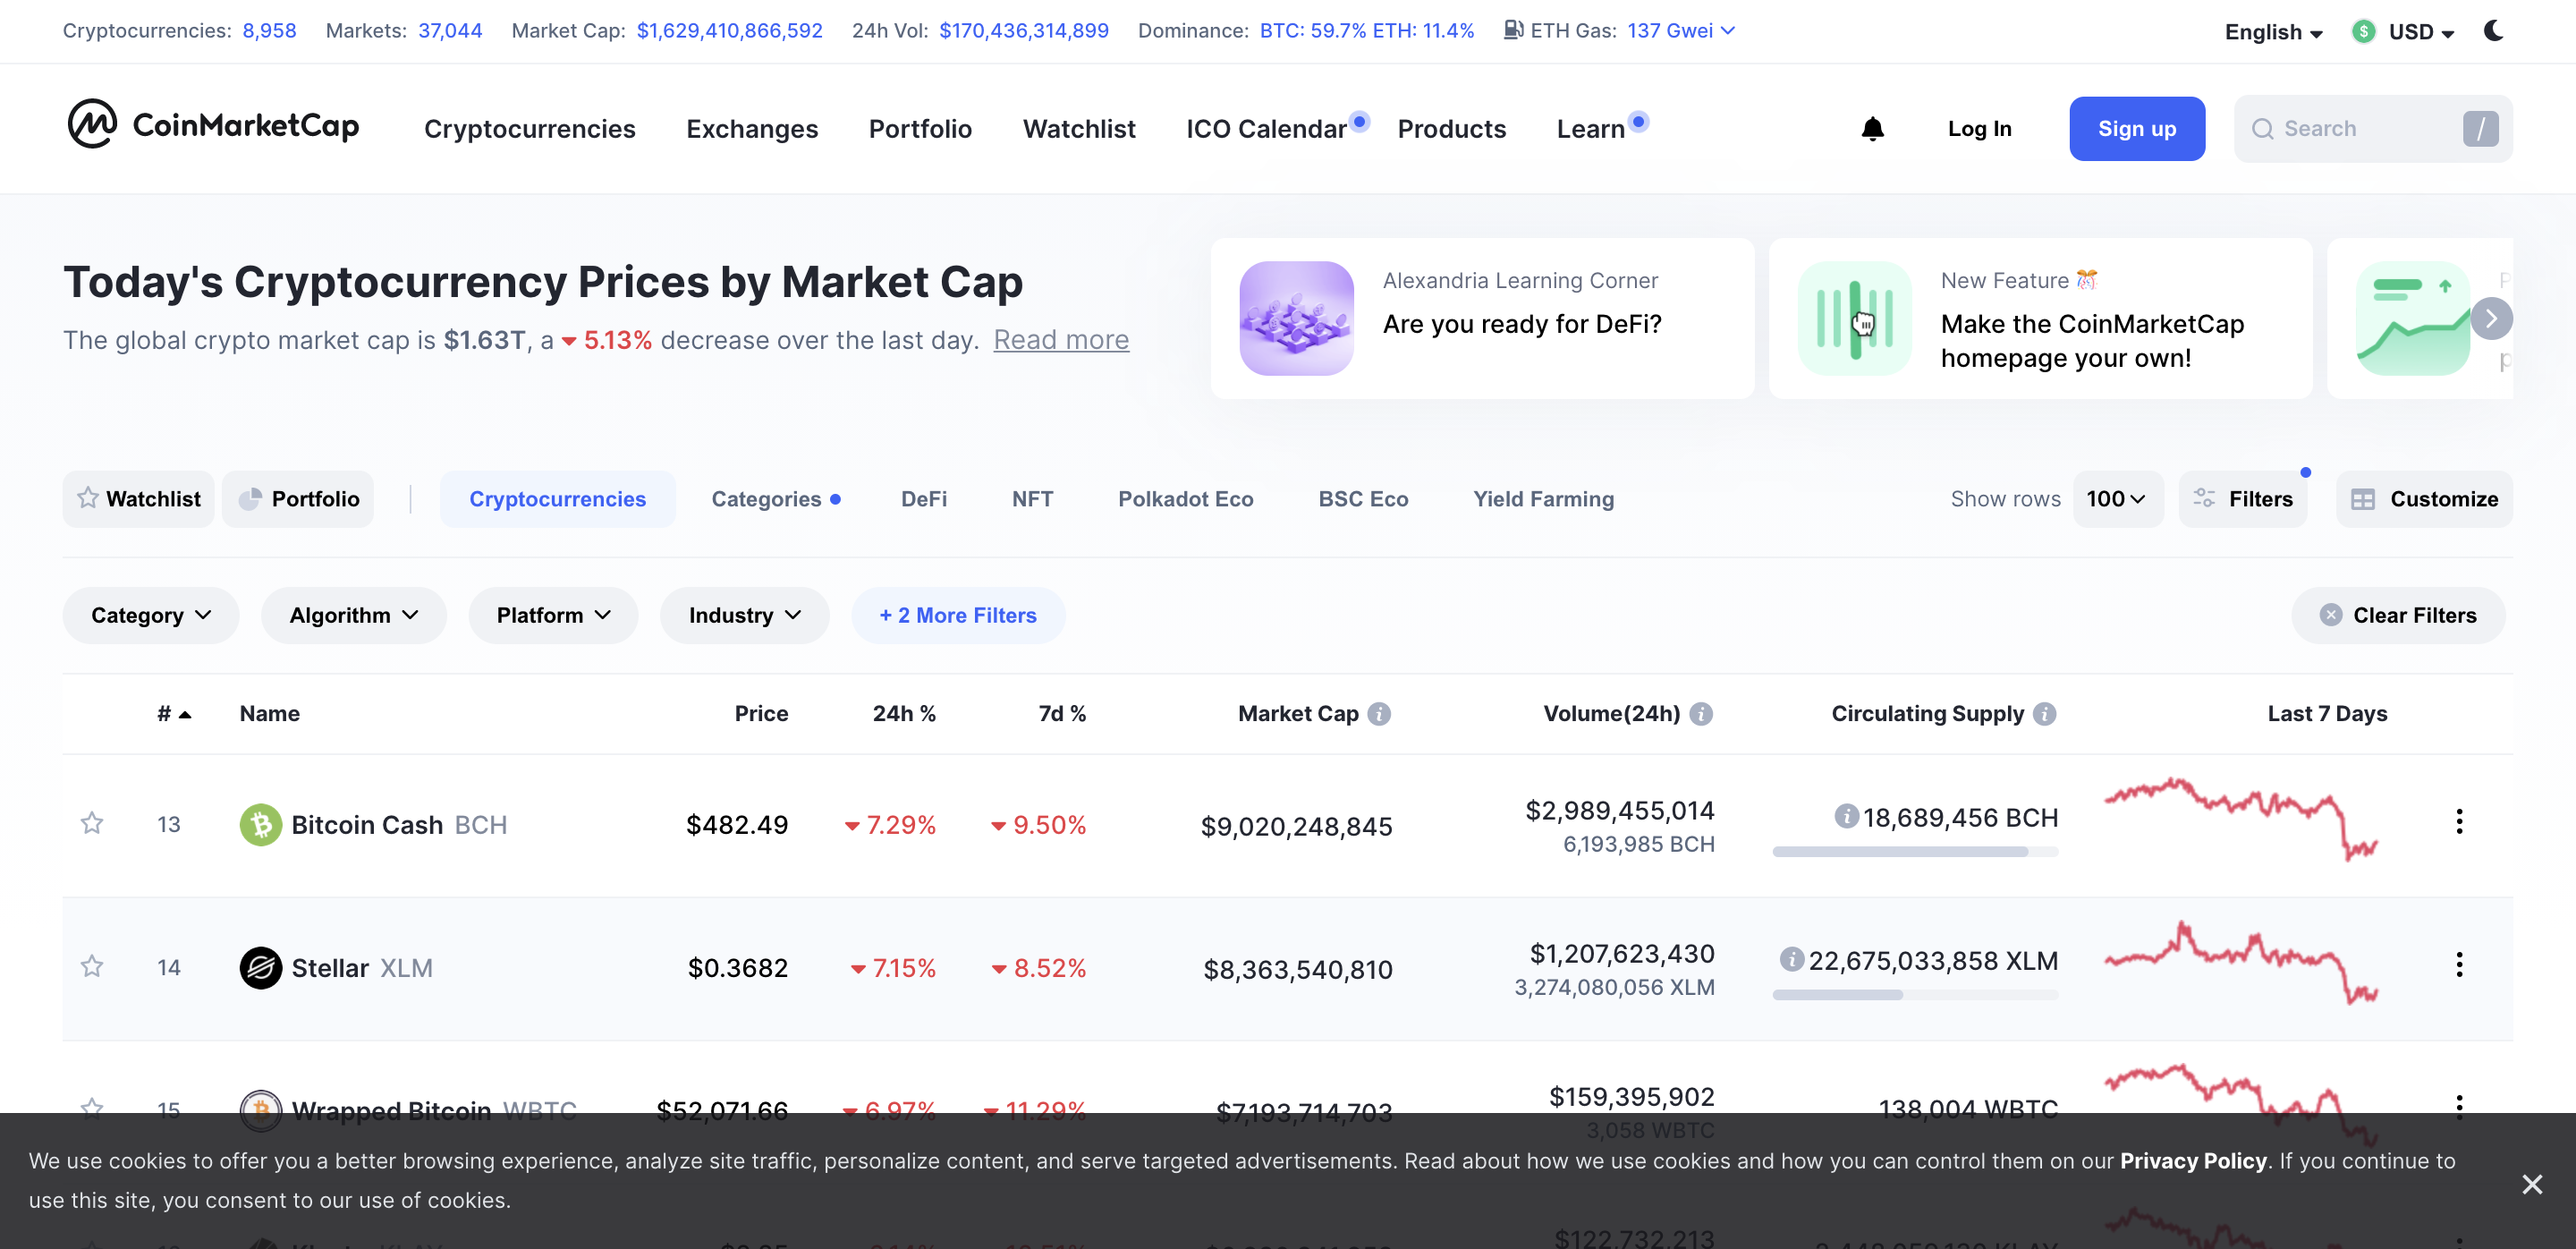 Cryptocurrencies: 8,958 Markets: 37,044 Market Cap: $1,629,410,866,592 24h Vol: $170,436,314,899 Dominance: BTC: 59.7% ETH: 11.4% ETH Gas: 137 Gwei English $ USD
CoinMarketCap Cryptocurrencies Exchanges Portfolio Watchlist ICO Calendar Products Learn Log In Sign up Search /
Today's Cryptocurrency Prices by Market Cap
The global crypto market cap is $1.63T, a 5.13% decrease over the last day. Read more
Alexandria Learning Corner
Are you ready for DeFi?
New Feature
Make the CoinMarketCap
homepage your own!
Watchlist Portfolio Cryptocurrencies Categories DeFi NFT Polkadot Eco BSC Eco Yield Farming Show rows 100 Filters Customize
Category Algorithm Platform Industry + 2 More Filters Clear Filters
# Name Price 24h % 7d % Market Cap Volume(24h) Circulating Supply Last 7 Days
13 Bitcoin Cash BCH $482.49 7.29% 9.50% $9,020,248,845 $2,989,455,014 18,689,456 BCH
6,193,985 BCH
14 Stellar XLM $0.3682 7.15% 8.52% $8,363,540,810 $1,207,623,430 22,675,033,858 XLM
3,274,080,056 XLM
15 Wrapped Bitcoin WBTC $52,071.66 6.97% 11.29% $7,193,714,703 $159,395,902 138,004 WBTC
3,058 WBTC
We use cookies to offer you a better browsing experience, analyze site traffic, personalize content, and serve targeted advertisements. Read about how we use cookies and how you can control them on our Privacy Policy. If you continue to
use this site, you consent to our use of cookies.
$122,732,213